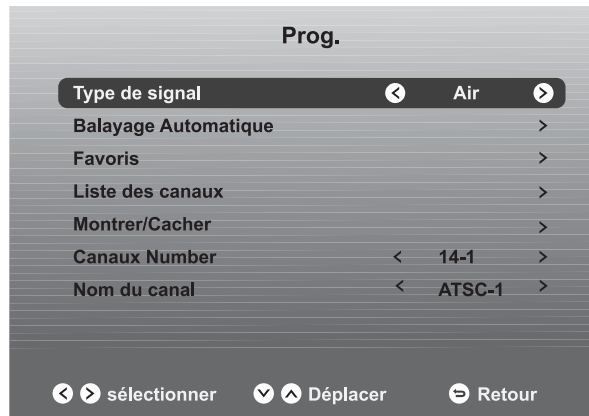 Prog.
Type de signal < Air >
Balayage Automatique >
Favoris >
Liste des canaux >
Montrer/Cacher >
Canaux Number < 14-1 >
Nom du canal < ATSC-1 >
sélectionner Déplacer Retour